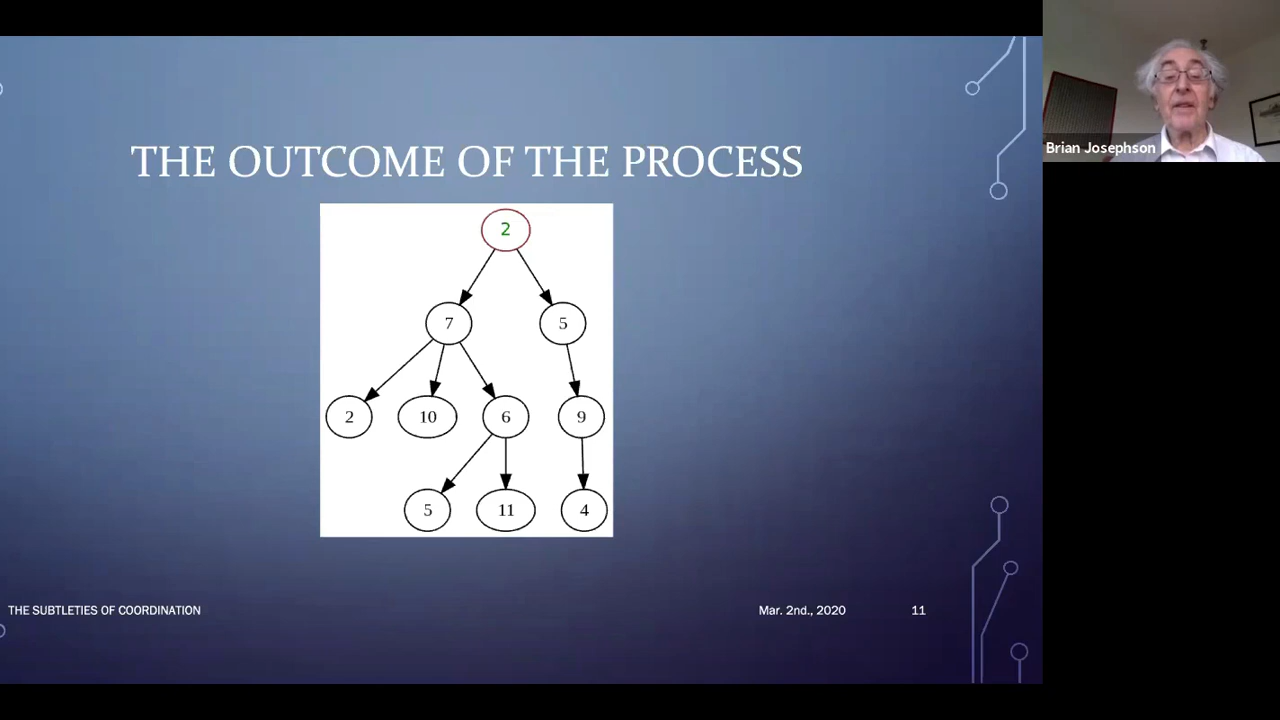 THE OUTCOME OF THE PROCESS
2
7 5
2 10 6 9
5 11 4
THE SUBTLETIES OF COORDINATION Mar. 2nd., 2020 11
Brian Josephson